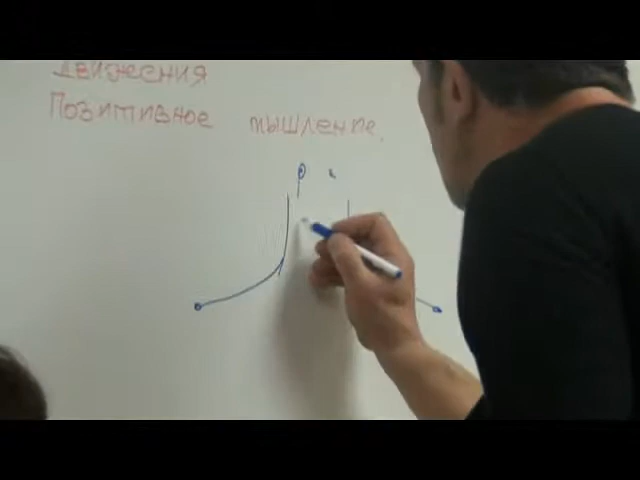 движения
Позитивное мышление.